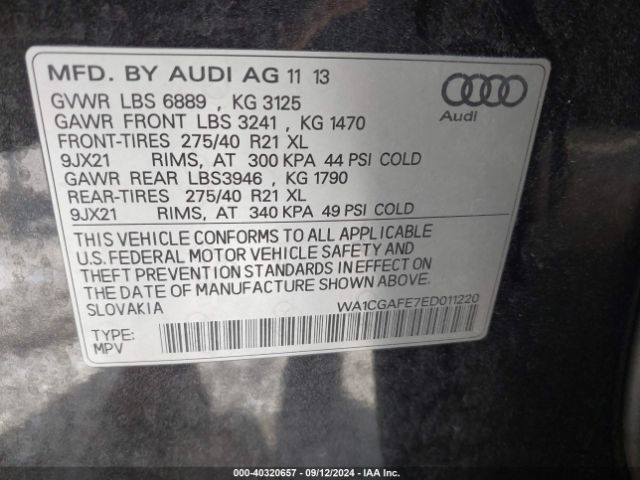 MFD. BY AUDI AG 11 13
GVWR LBS 6889 , KG 3125
GAWR FRONT LBS 3241 , KG 1470
FRONT-TIRES 275/40 R21 XL
9JX21 RIMS, AT 300 KPA 44 PSI COLD
GAWR REAR LBS3946 , KG 1790
REAR-TIRES 275/40 R21 XL
9JX21 RIMS, AT 340 KPA 49 PSI COLD
Audi
THIS VEHICLE CONFORMS TO ALL APPLICABLE
U.S. FEDERAL MOTOR VEHICLE SAFETY AND
THEFT PREVENTION STANDARDS IN EFFECT ON
THE DATE OF MANUFACTURE SHOWN ABOVE.
SLOVAKIA
WA1CGAFE7ED011220
TYPE:
MPV
000-40320657 - 09/12/2024 - IAA Inc.